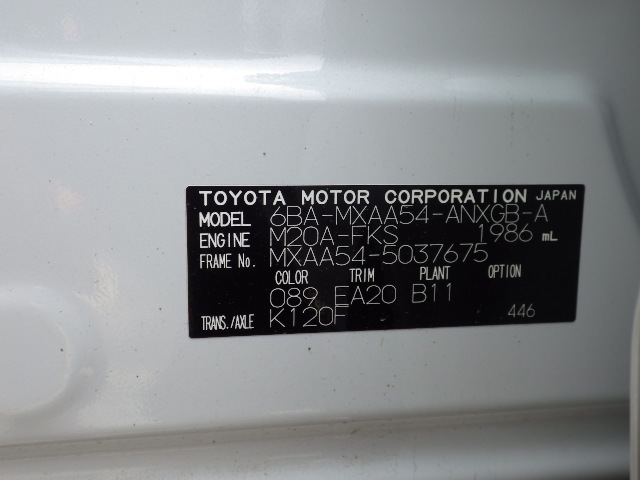 TOYOTA MOTOR CORPORATION JAPAN
MODEL 6BA-MXAA54-ANXGB-A
ENGINE M20A-FKS 1986 mL
FRAME No. MXAA54-5037675
COLOR TRIM PLANT OPTION
089 EA20 B11
TRANS./AXLE K120F 446